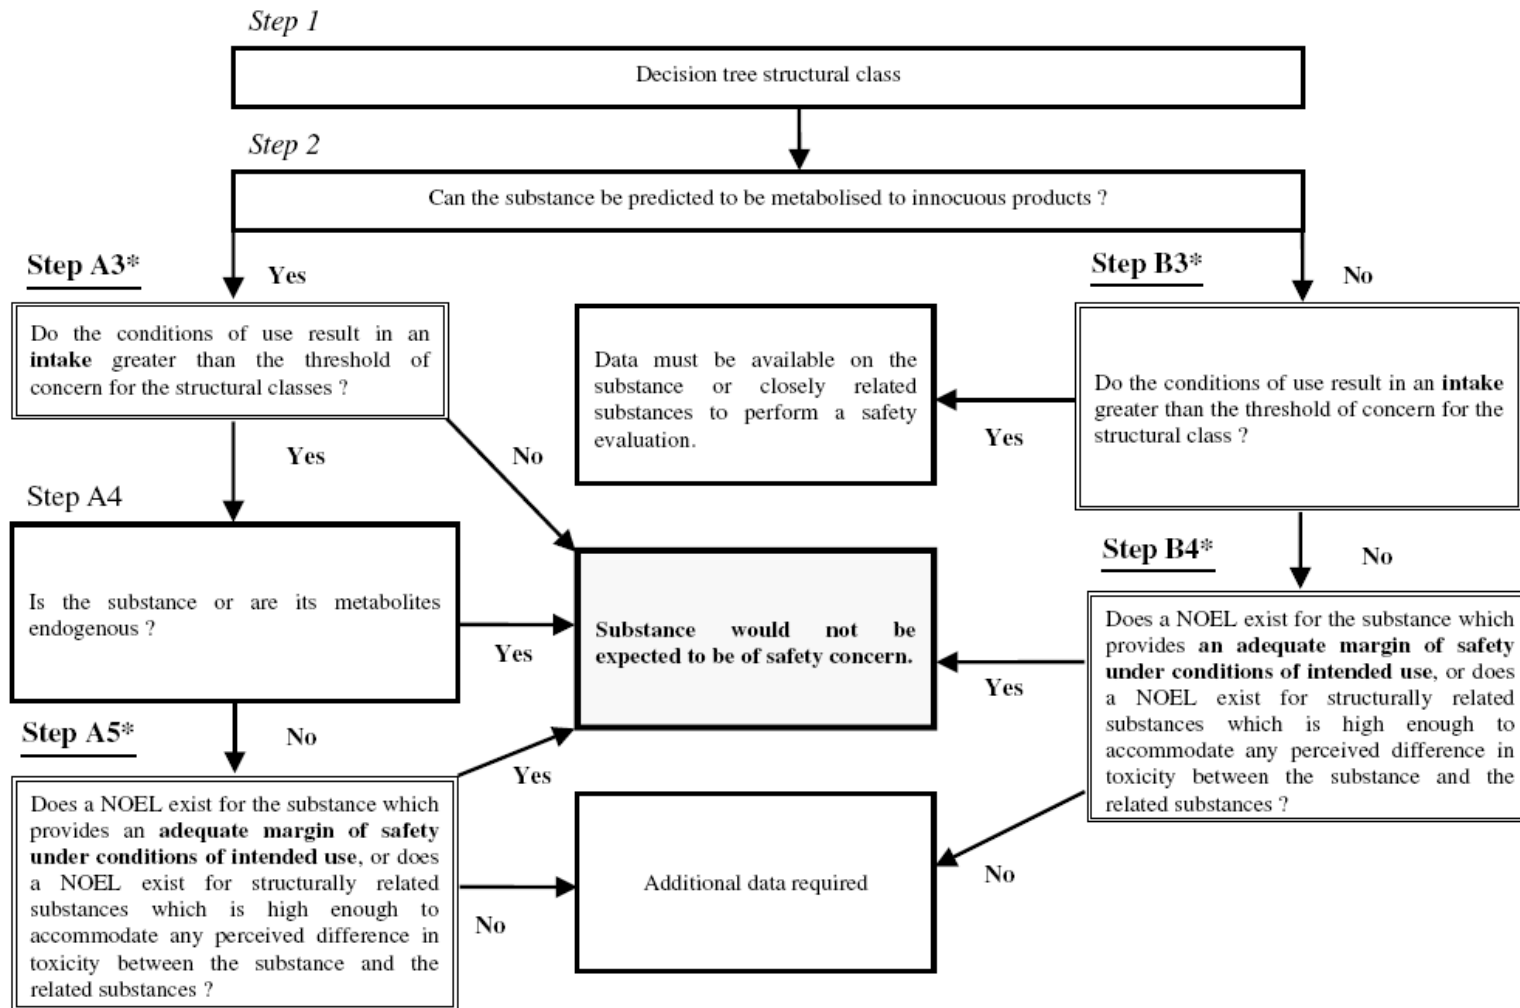 Step 1
Decision tree structural class
Step 2
Can the substance be predicted to be metabolised to innocuous products ?
Step A3*
Yes
Do the conditions of use result in an
intake greater than the threshold of
concern for the structural classes ?
Step B3*
No
Data must be available on the
substance or closely related
substances to perform a safety
evaluation.
Do the conditions of use result in an intake
greater than the threshold of concern for the
structural class ?
Yes
Yes
No
Step A4
Is the substance or are its metabolites
endogenous ?
Yes
Substance would not be
expected to be of safety concern.
Step B4*
No
Does a NOEL exist for the substance which
provides an adequate margin of safety
under conditions of intended use, or does
a NOEL exist for structurally related
substances which is high enough to
accommodate any perceived difference in
toxicity between the substance and the
related substances ?
Yes
Step A5*
No
Yes
Does a NOEL exist for the substance which
provides an adequate margin of safety
under conditions of intended use, or does
a NOEL exist for structurally related
substances which is high enough to
accommodate any perceived difference in
toxicity between the substance and the
related substances ?
No
Additional data required
No